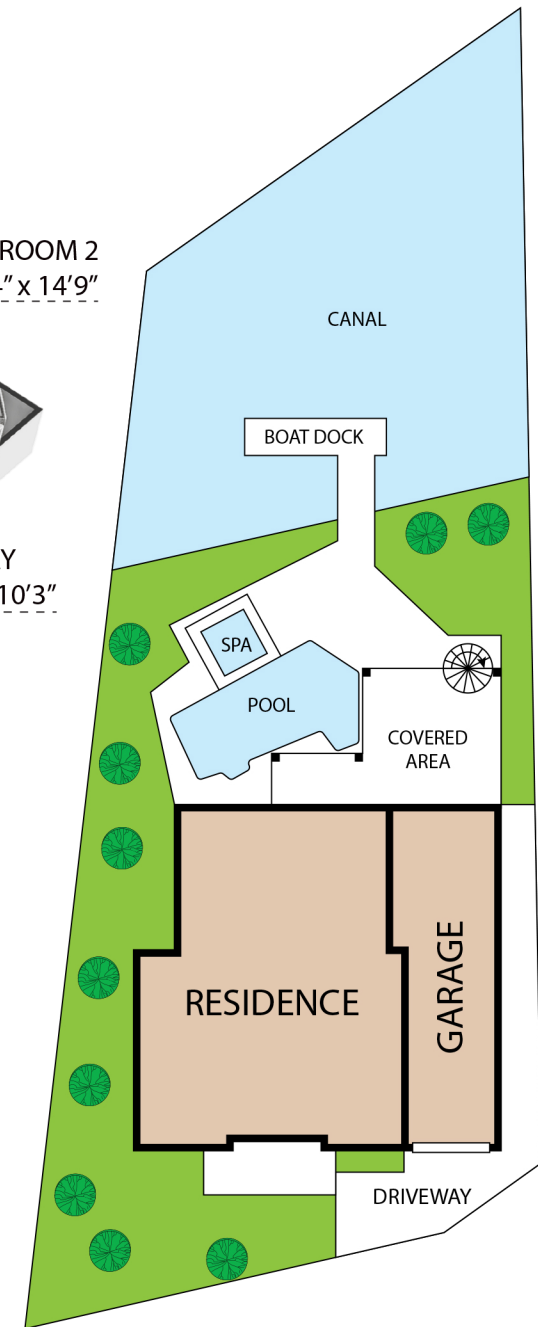 ROOM 2
” x 14’9”
CANAL
BOAT DOCK
Y
10’3”
SPA
POOL
COVERED
AREA
RESIDENCE
GARAGE
DRIVEWAY